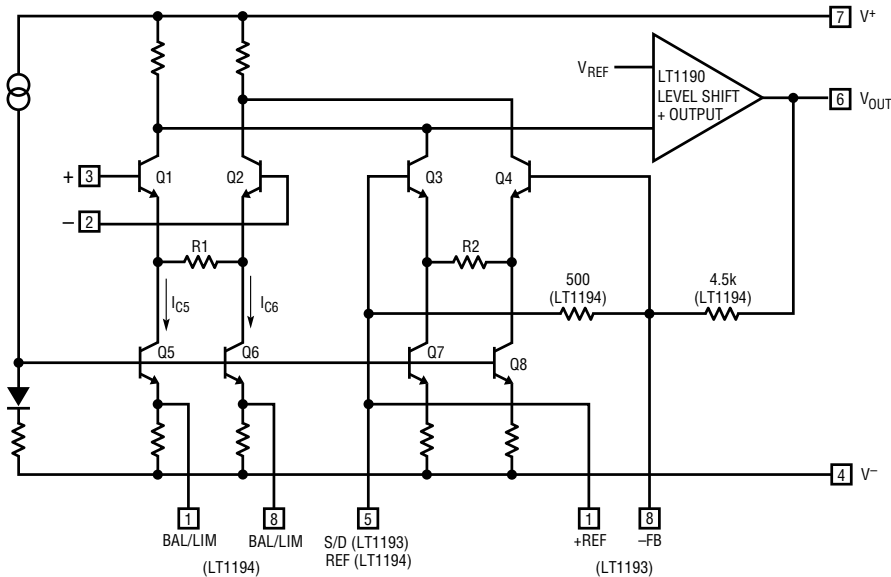 7 V+
VREF
LT1190
LEVEL SHIFT
+ OUTPUT
6 VOUT
+ 3
Q1
Q2
Q3
Q4
– 2
R1
R2
500
(LT1194)
4.5k
(LT1194)
IC5
IC6
Q5
Q6
Q7
Q8
4 V–
1
BAL/LIM
8
BAL/LIM
(LT1194)
5
S/D (LT1193)
REF (LT1194)
1
+REF
8
–FB
(LT1193)